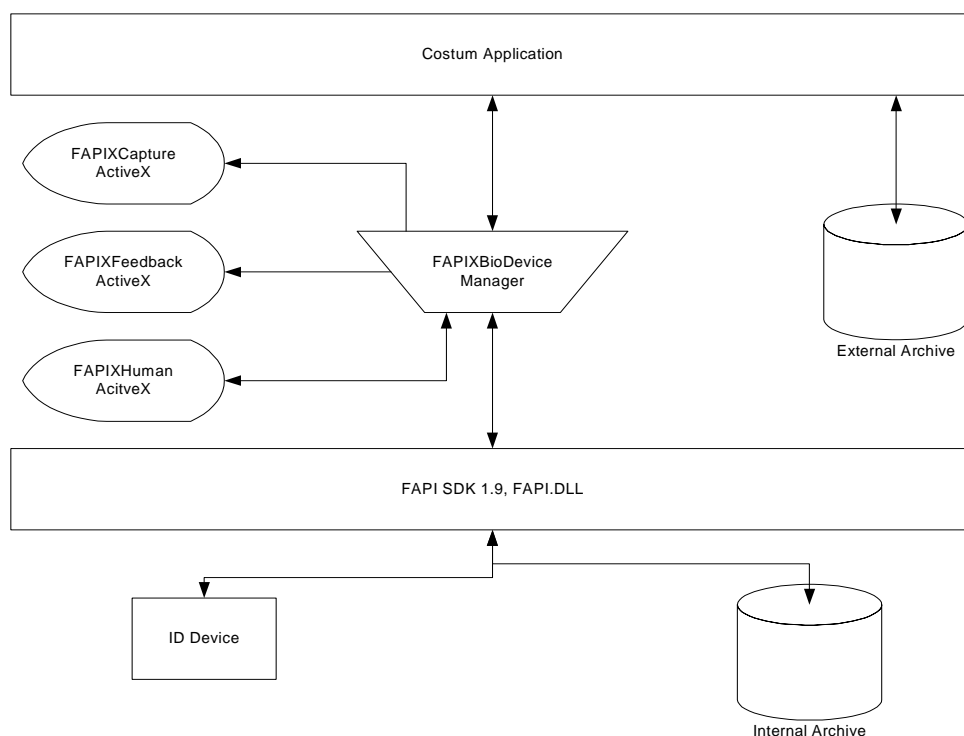 Costum Application
FAPIXCapture
ActiveX
FAPIXFeedback
ActiveX
FAPIXBioDevice
Manager
External Archive
FAPIXHuman
AcitveX
FAPI SDK 1.9, FAPI.DLL
ID Device
Internal Archive